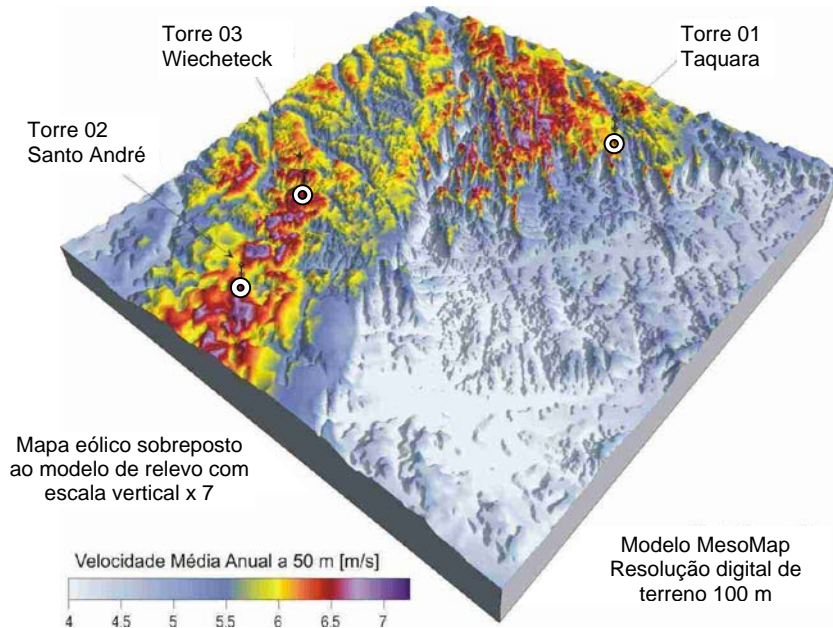 Torre 03
Wiecheteck
Torre 01
Taquara
Torre 02
Santo André
Mapa eólico sobreposto
ao modelo de relevo com
escala vertical x 7
Velocidade Média Anual a 50 m [m/s]
4 4.5 5 5.5 6 6.5 7
Modelo MesoMap
Resolução digital de
terreno 100 m